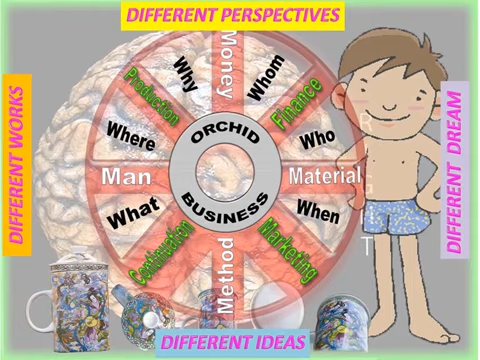 DIFFERENT PERSPECTIVES
DIFFERENT WORKS
DIFFERENT DREAM
Money
Why
Whom
Production
Finance
Where
Who
ORCHID
BUSINESS
Man
Material
What
When
Continuation
Marketing
Method
DIFFERENT IDEAS